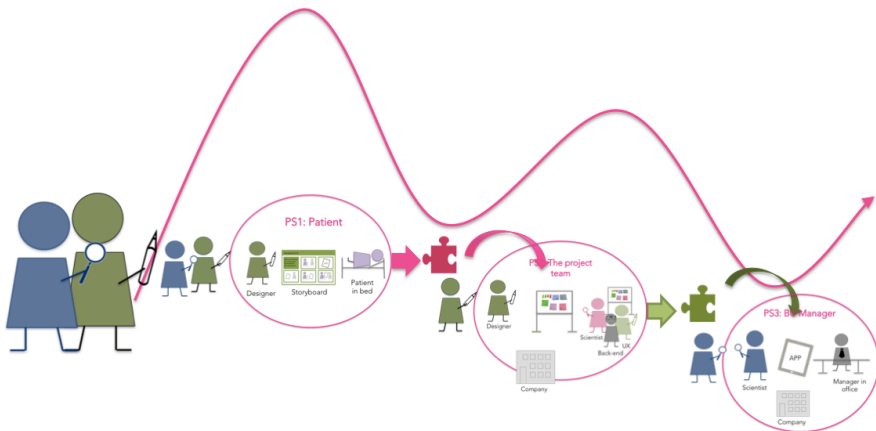 PS1: Patient
Designer
Storyboard
Patient
in bed
The project
team
Designer
Scientist
UX
Back-end
Company
PS3: B
Manager
Scientist
APP
Manager in
office
Company